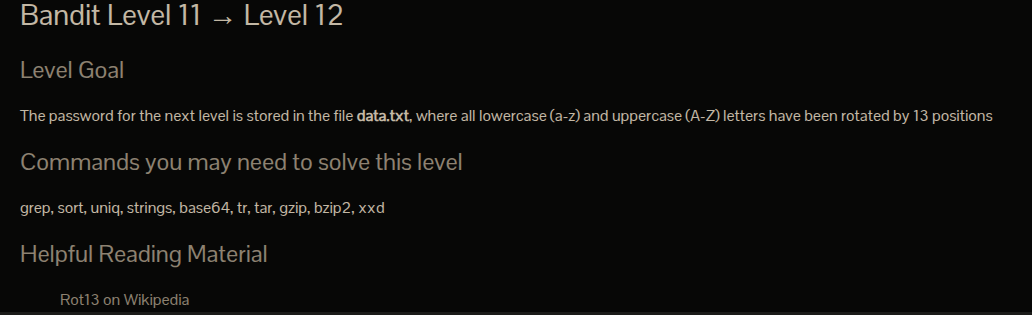 Bandit Level 11 → Level 12
Level Goal
The password for the next level is stored in the file data.txt, where all lowercase (a-z) and uppercase (A-Z) letters have been rotated by 13 positions
Commands you may need to solve this level
grep, sort, uniq, strings, base64, tr, tar, gzip, bzip2, xxd
Helpful Reading Material
Rot13 on Wikipedia